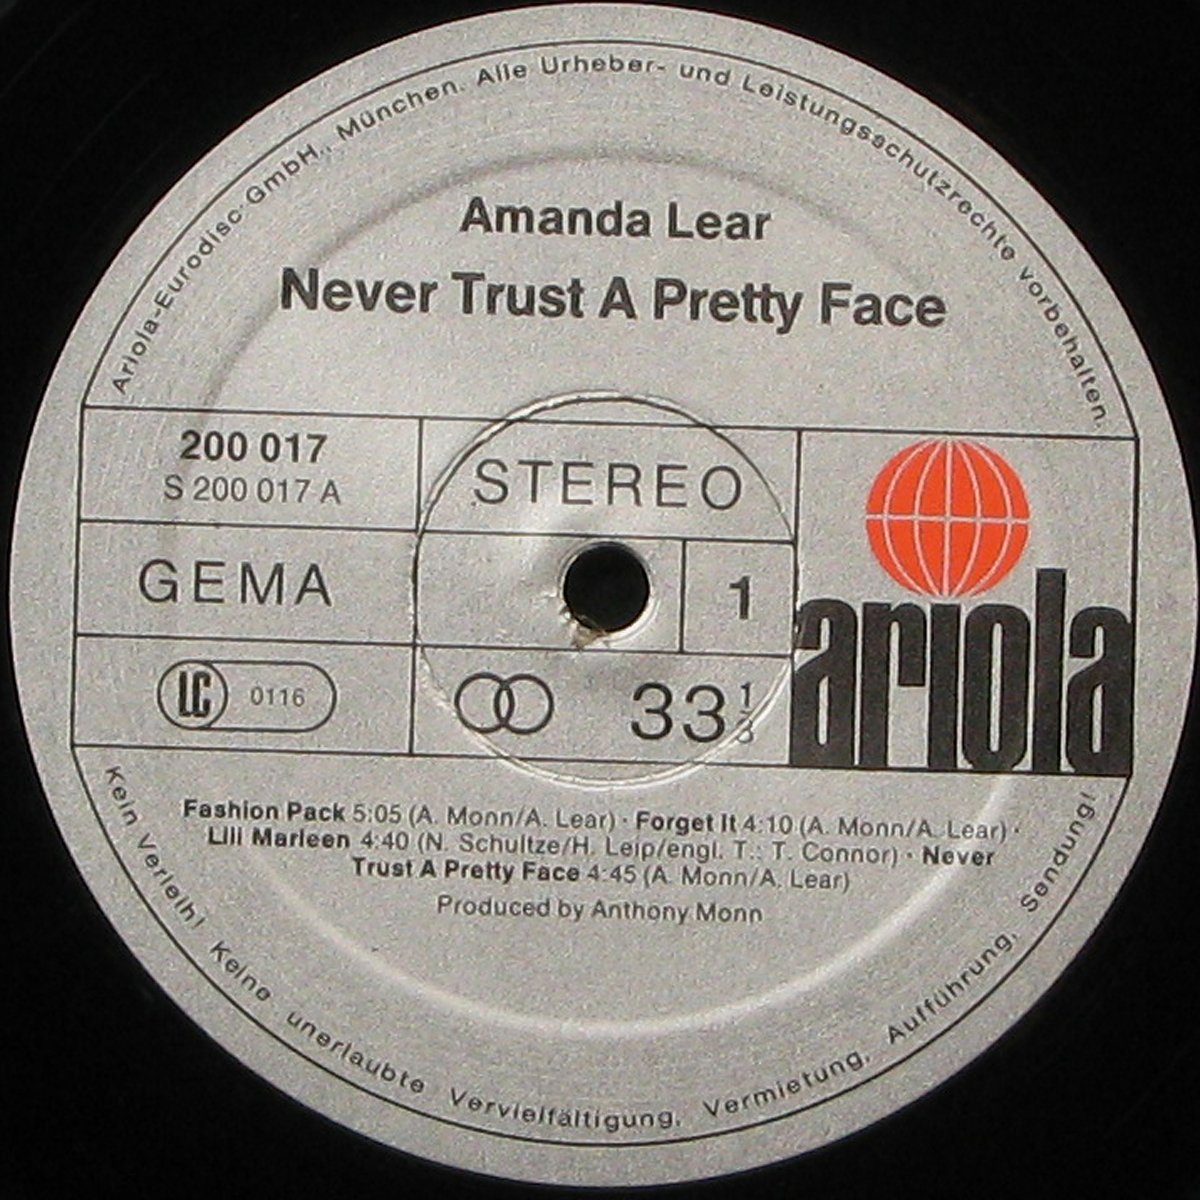 Ariola-Eurodisc GmbH., München. Alle Urheber- und Leistungsschutzrechte vorbehalten.
Amanda Lear
Never Trust A Pretty Face
200 017
S 200 017 A
STEREO
GEMA
1
LC 0116
33 1/3
ariola
Fashion Pack 5:05 (A. Monn/A. Lear) · Forget It 4:10 (A. Monn/A. Lear) ·
Lili Marleen 4:40 (N. Schultze/H. Leip/engl. T.: T. Connor) · Never
Trust A Pretty Face 4:45 (A. Monn/A. Lear)
Produced by Anthony Monn
Kein Verleih! Keine unerlaubte Vervielfältigung, Vermietung, Aufführung, Sendung!